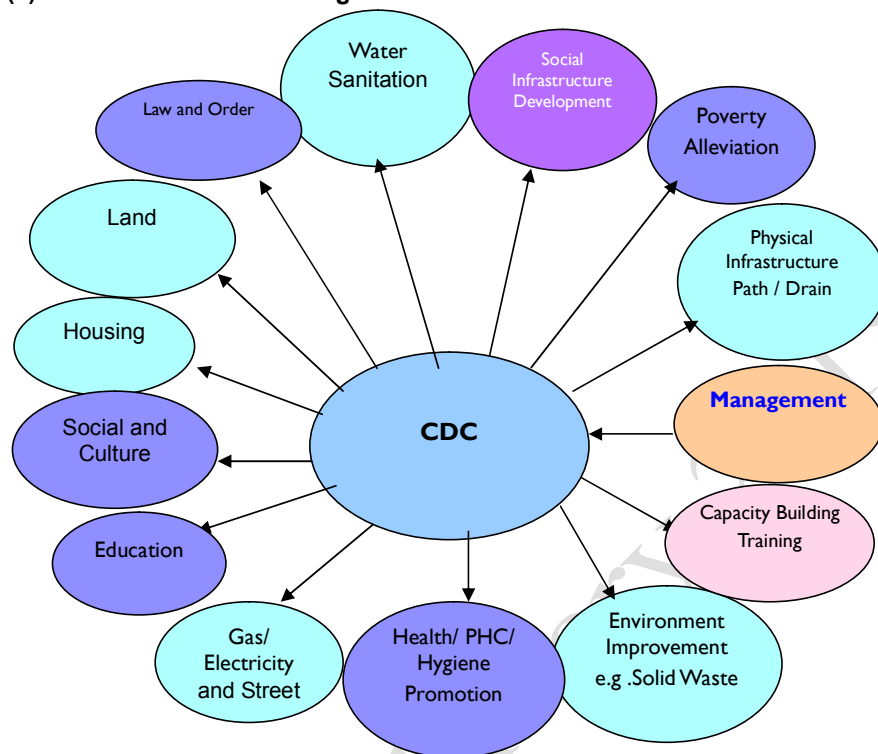 Water
Sanitation
Social
Infrastructure
Development
Law and Order
Poverty
Alleviation
Land
Physical
Infrastructure
Path / Drain
Housing
Management
CDC
Social and
Culture
Capacity Building
Training
Education
Environment
Improvement
e.g .Solid Waste
Gas/
Electricity
and Street
Health/ PHC/
Hygiene
Promotion